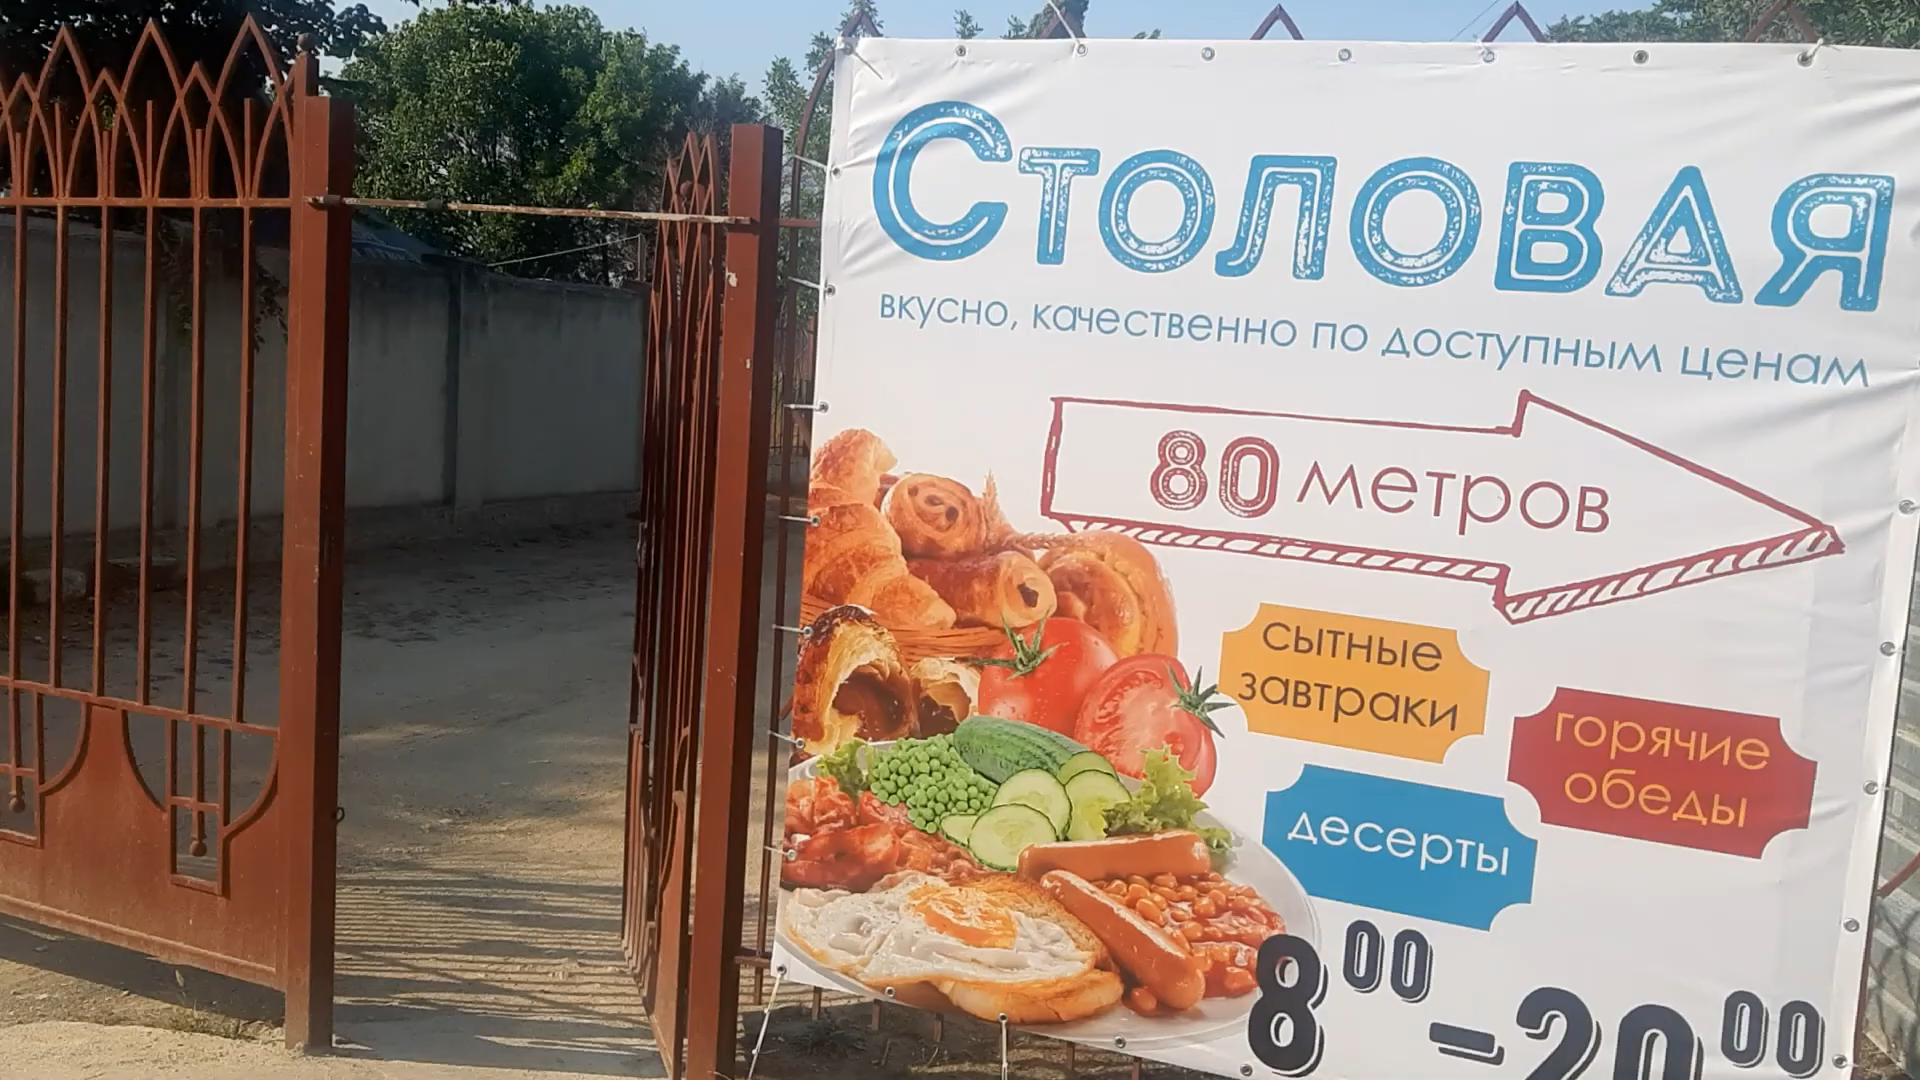 Столовая
вкусно, качественно по доступным ценам
80 метров
сытные
завтраки
горячие
обеды
десерты
8⁰⁰-20⁰⁰